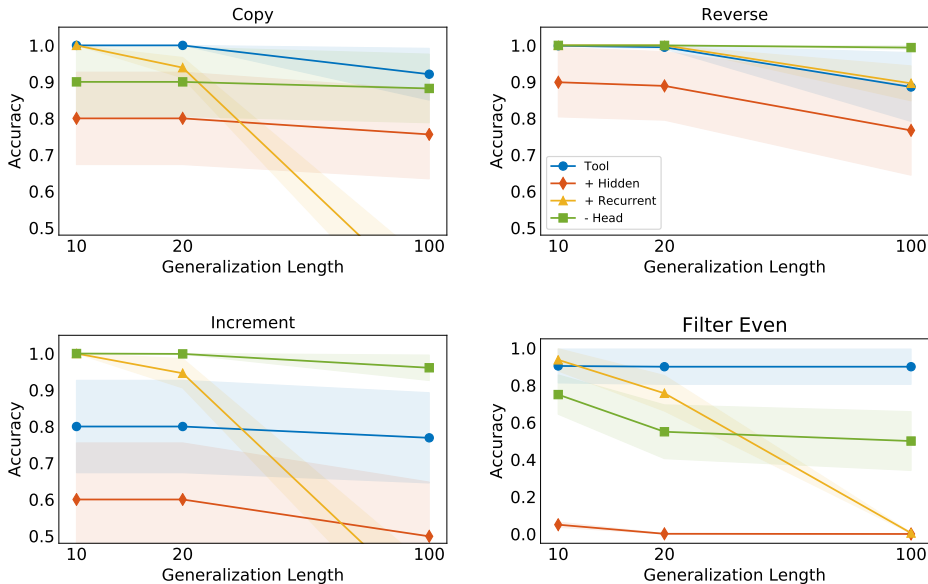 Copy
1.0
0.9
0.8
0.7
0.6
0.5
Accuracy
10 20 100
Generalization Length
Reverse
1.0
0.9
0.8
0.7
0.6
0.5
Accuracy
Tool
+ Hidden
+ Recurrent
- Head
10 20 100
Generalization Length
Increment
1.0
0.9
0.8
0.7
0.6
0.5
Accuracy
10 20 100
Generalization Length
Filter Even
1.0
0.8
0.6
0.4
0.2
0.0
Accuracy
10 20 100
Generalization Length